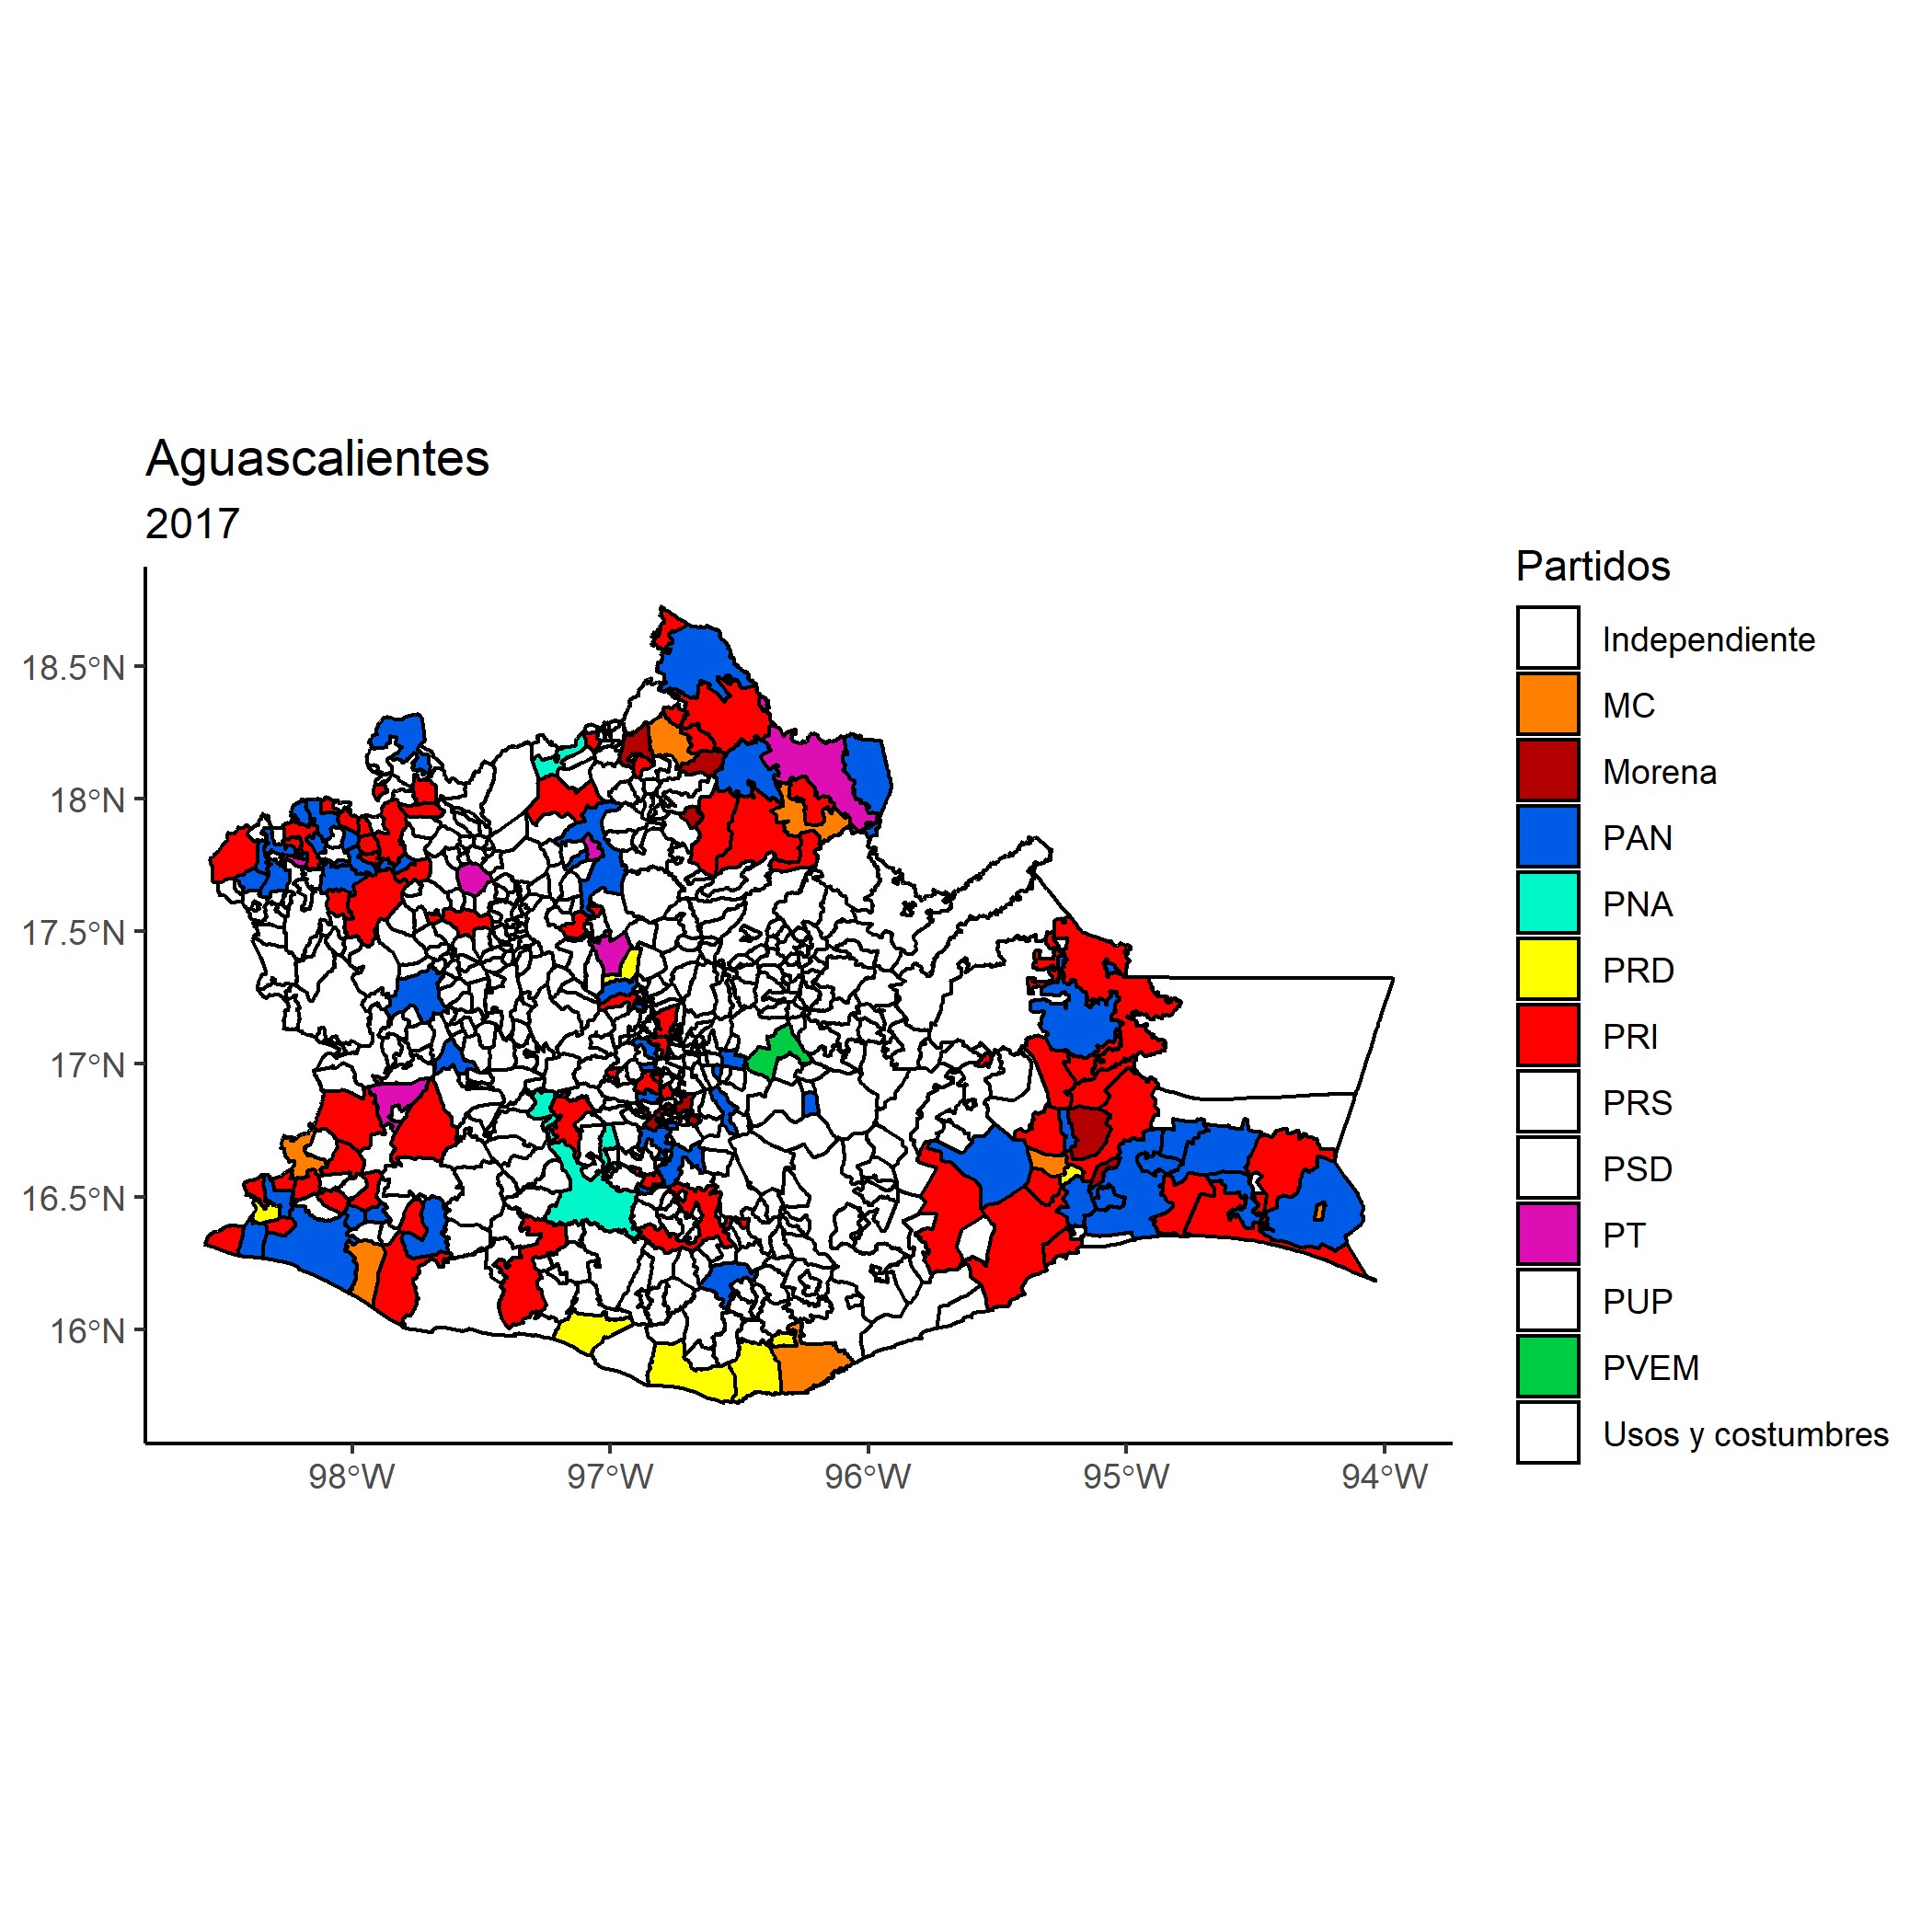 Aguascalientes
2017
18.5°N
18°N
17.5°N
17°N
16.5°N
16°N
98°W
97°W
96°W
95°W
94°W
Partidos
Independiente
MC
Morena
PAN
PNA
PRD
PRI
PRS
PSD
PT
PUP
PVEM
Usos y costumbres